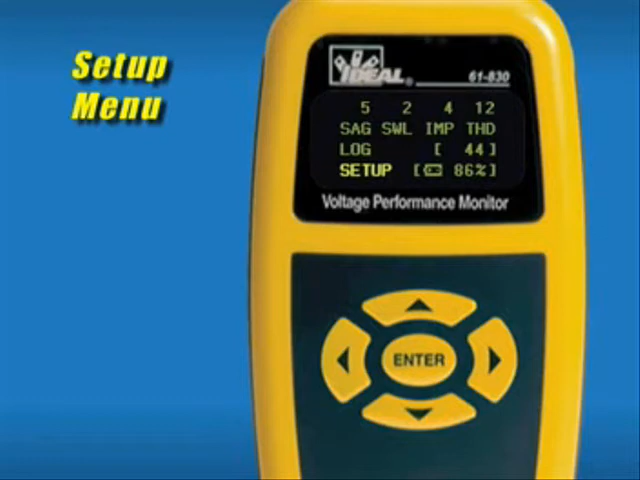 Setup
Menu
IDEAL®
61-830
5 2 4 12
SAG SWL IMP THD
LOG [ 44]
SETUP [ 86%]
Voltage Performance Monitor
ENTER